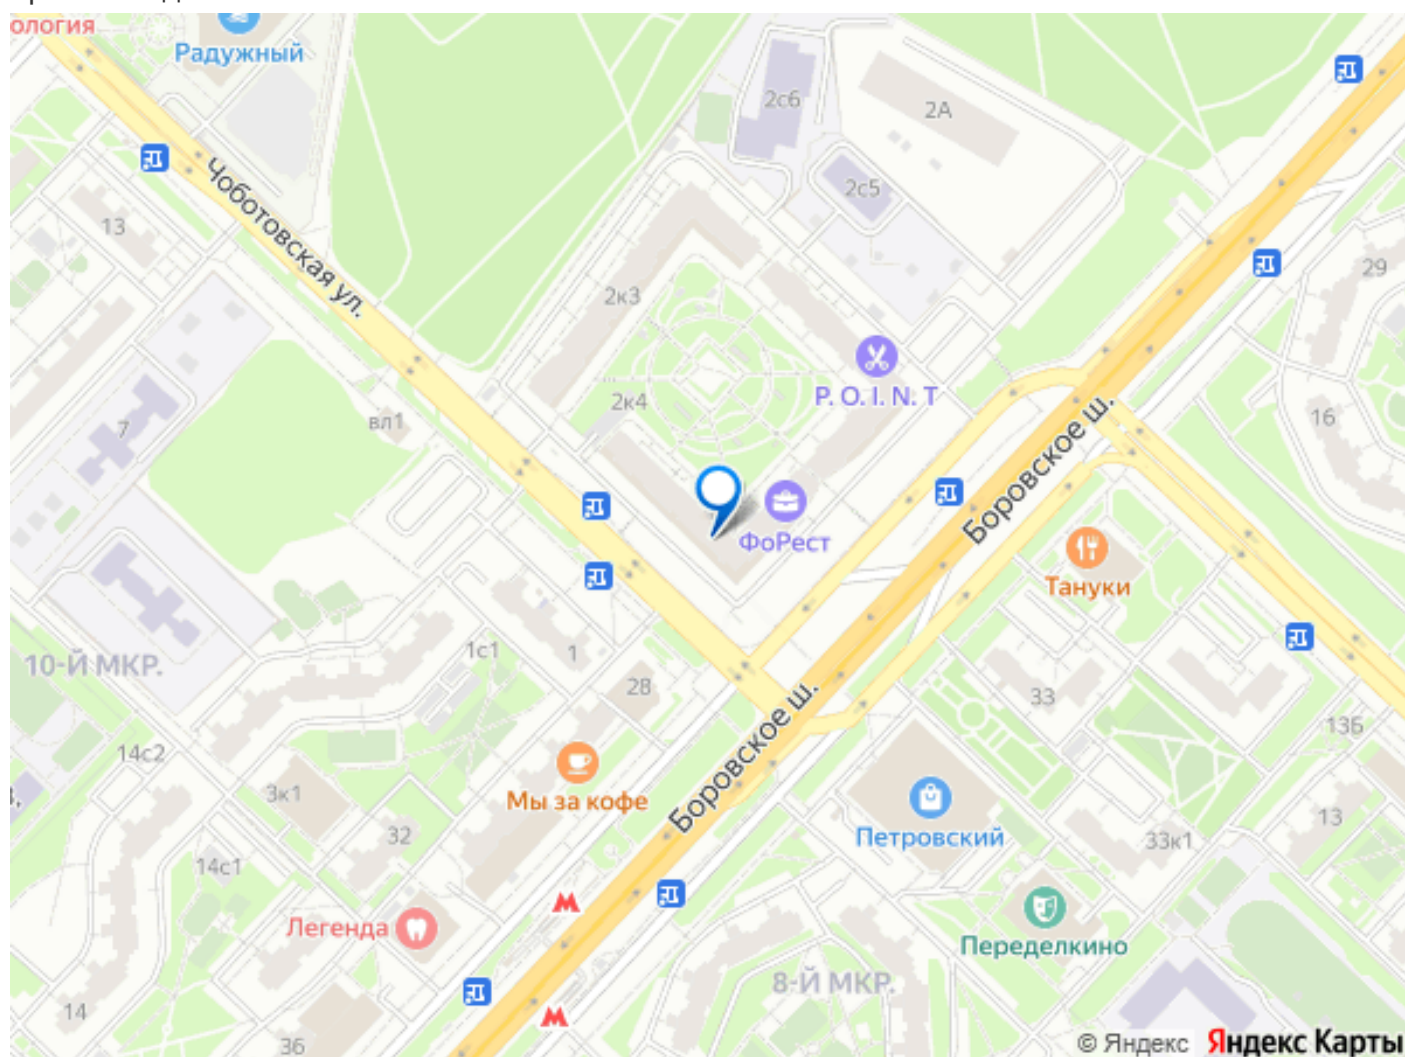 ология
Радужный
2с6
2А
2с5
Чоботовская ул.
13
29
2к3
P. O. I. N. T
2к4
вл1
16
7
Боровское ш.
ФоРест
Тануки
10-Й МКР.
1с1
1
28
33
13Б
Боровское ш.
14с2
3к1
Мы за кофе
32
Петровский
33к1
13
14с1
Легенда
Переделкино
8-Й МКР.
14
36
© Яндекс Яндекс Карты